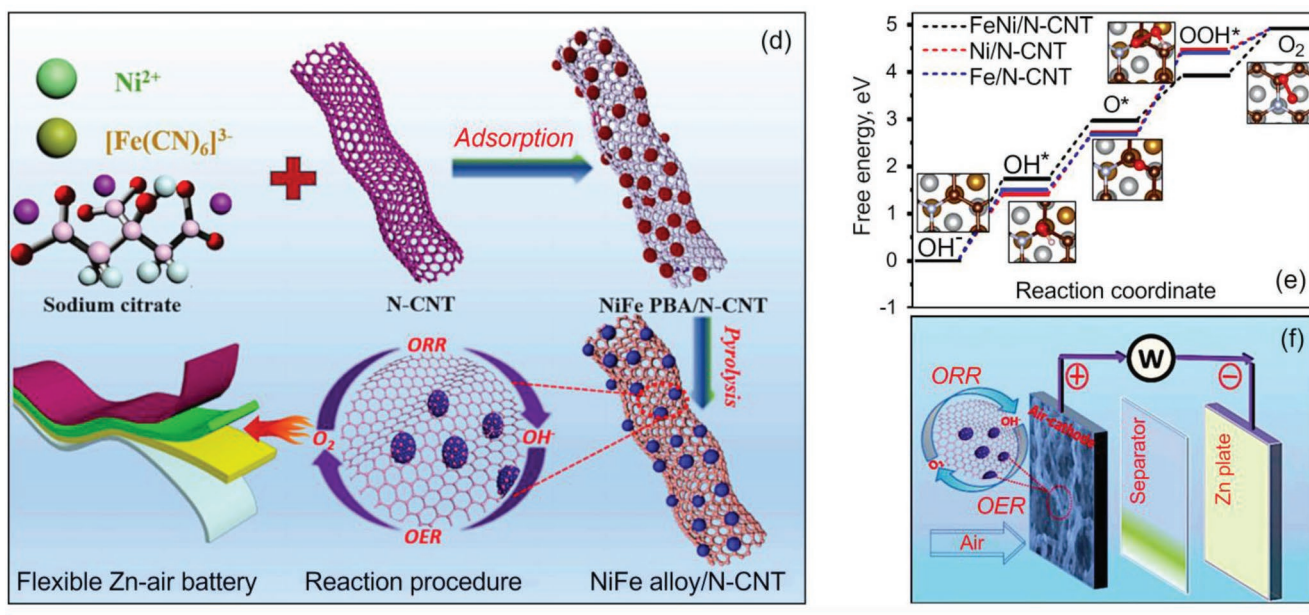 (d)
Ni2+
[Fe(CN)6]3-
Adsorption
Sodium citrate
N-CNT
NiFe PBA/N-CNT
Pyrolysis
ORR
O2
OH-
OER
Flexible Zn-air battery
Reaction procedure
NiFe alloy/N-CNT
Free energy, eV
5
4
3
2
1
0
-1
FeNi/N-CNT
Ni/N-CNT
Fe/N-CNT
OH-
OH*
O*
OOH*
O2
Reaction coordinate
(e)
(f)
W
+
−
ORR
OH-
OER
Air
Air-cathode
Separator
Zn plate